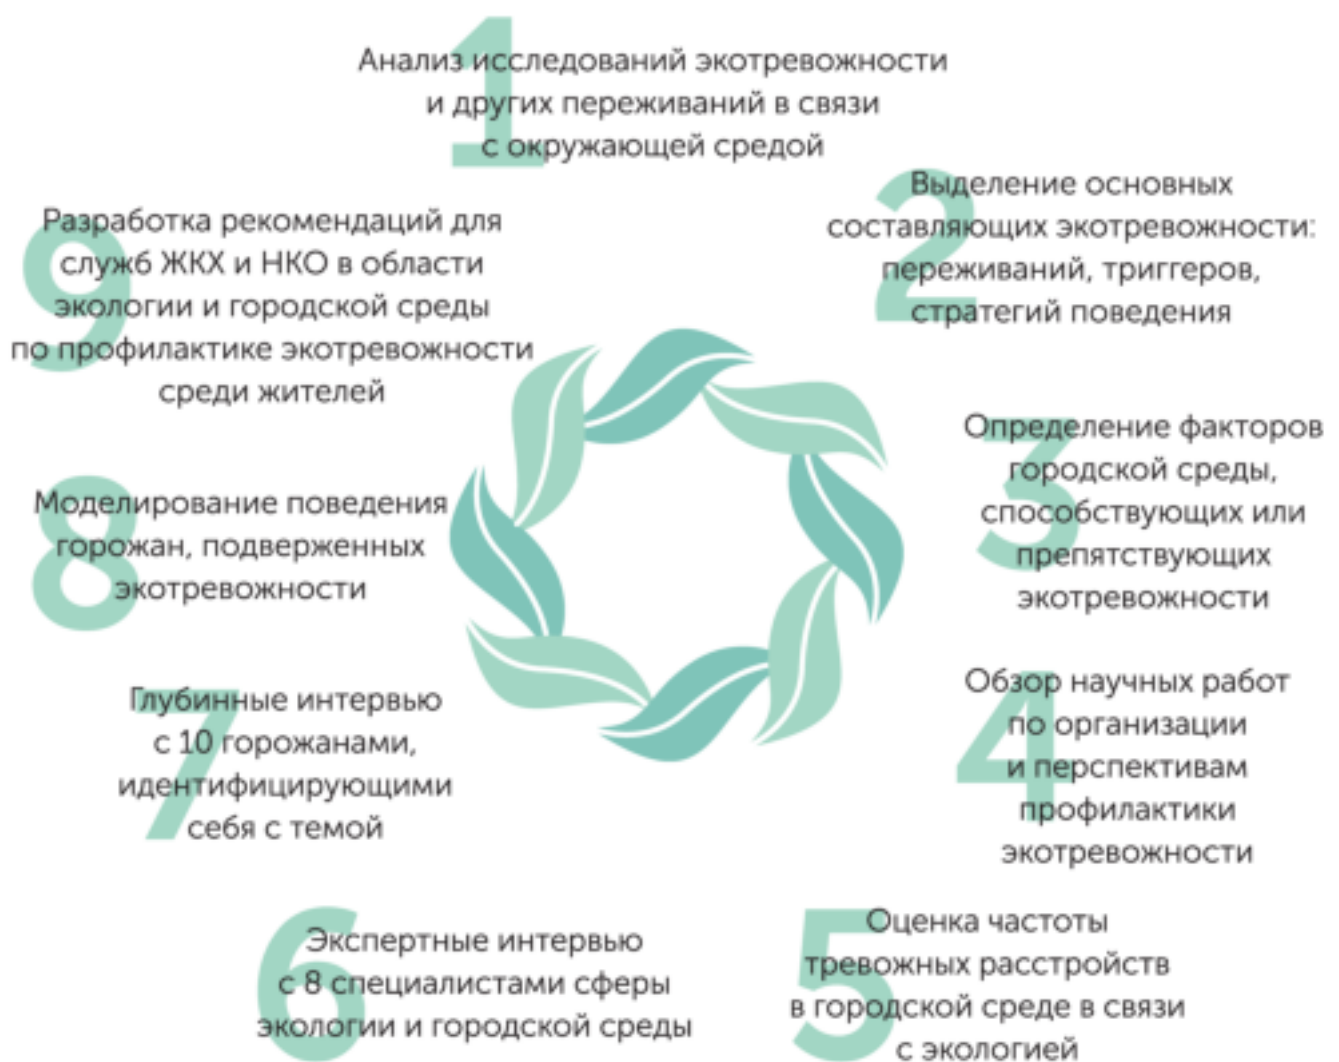 1
Анализ исследований экотревожности
и других переживаний в связи
с окружающей средой
2
Выделение основных
составляющих экотревожности:
переживаний, триггеров,
стратегий поведения
3
Определение факторов
городской среды,
способствующих или
препятствующих
экотревожности
4
Обзор научных работ
по организации
и перспективам
профилактики
экотревожности
5
Оценка частоты
тревожных расстройств
в городской среде в связи
с экологией
6
Экспертные интервью
с 8 специалистами сферы
экологии и городской среды
7
Глубинные интервью
с 10 горожанами,
идентифицирующими
себя с темой
8
Моделирование поведения
горожан, подверженных
экотревожности
9
Разработка рекомендаций для
служб ЖКХ и НКО в области
экологии и городской среды
по профилактике экотревожности
среди жителей